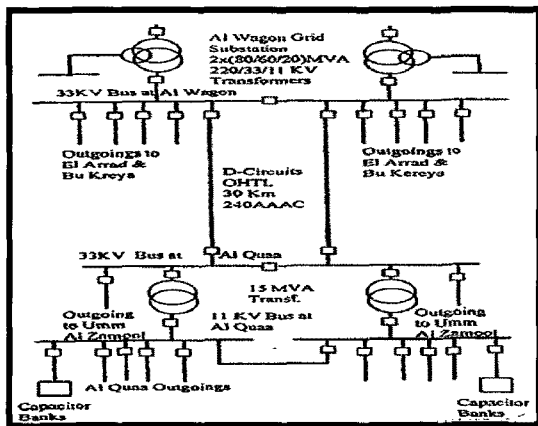 Al Wagon Grid
Substation
2x(80/60/20)MVA
220/33/11 KV
Transformers
33KV Bus at Al Wagon
Outgoings to
El Arrad &
Bu Kreya
Outgoings to
El Arrad &
Bu Kereya
D-Circuits
OHTL
30 Km
240AAAC
33KV Bus at Al Quaa
15 MVA
Transf.
Outgoing
to Umm
Al Zamool
11 KV Bus at
Al Quaa
Outgoing
to Umm
Al Zamool
Al Quaa Outgoings
Capacitor
Banks
Capacitor
Banks